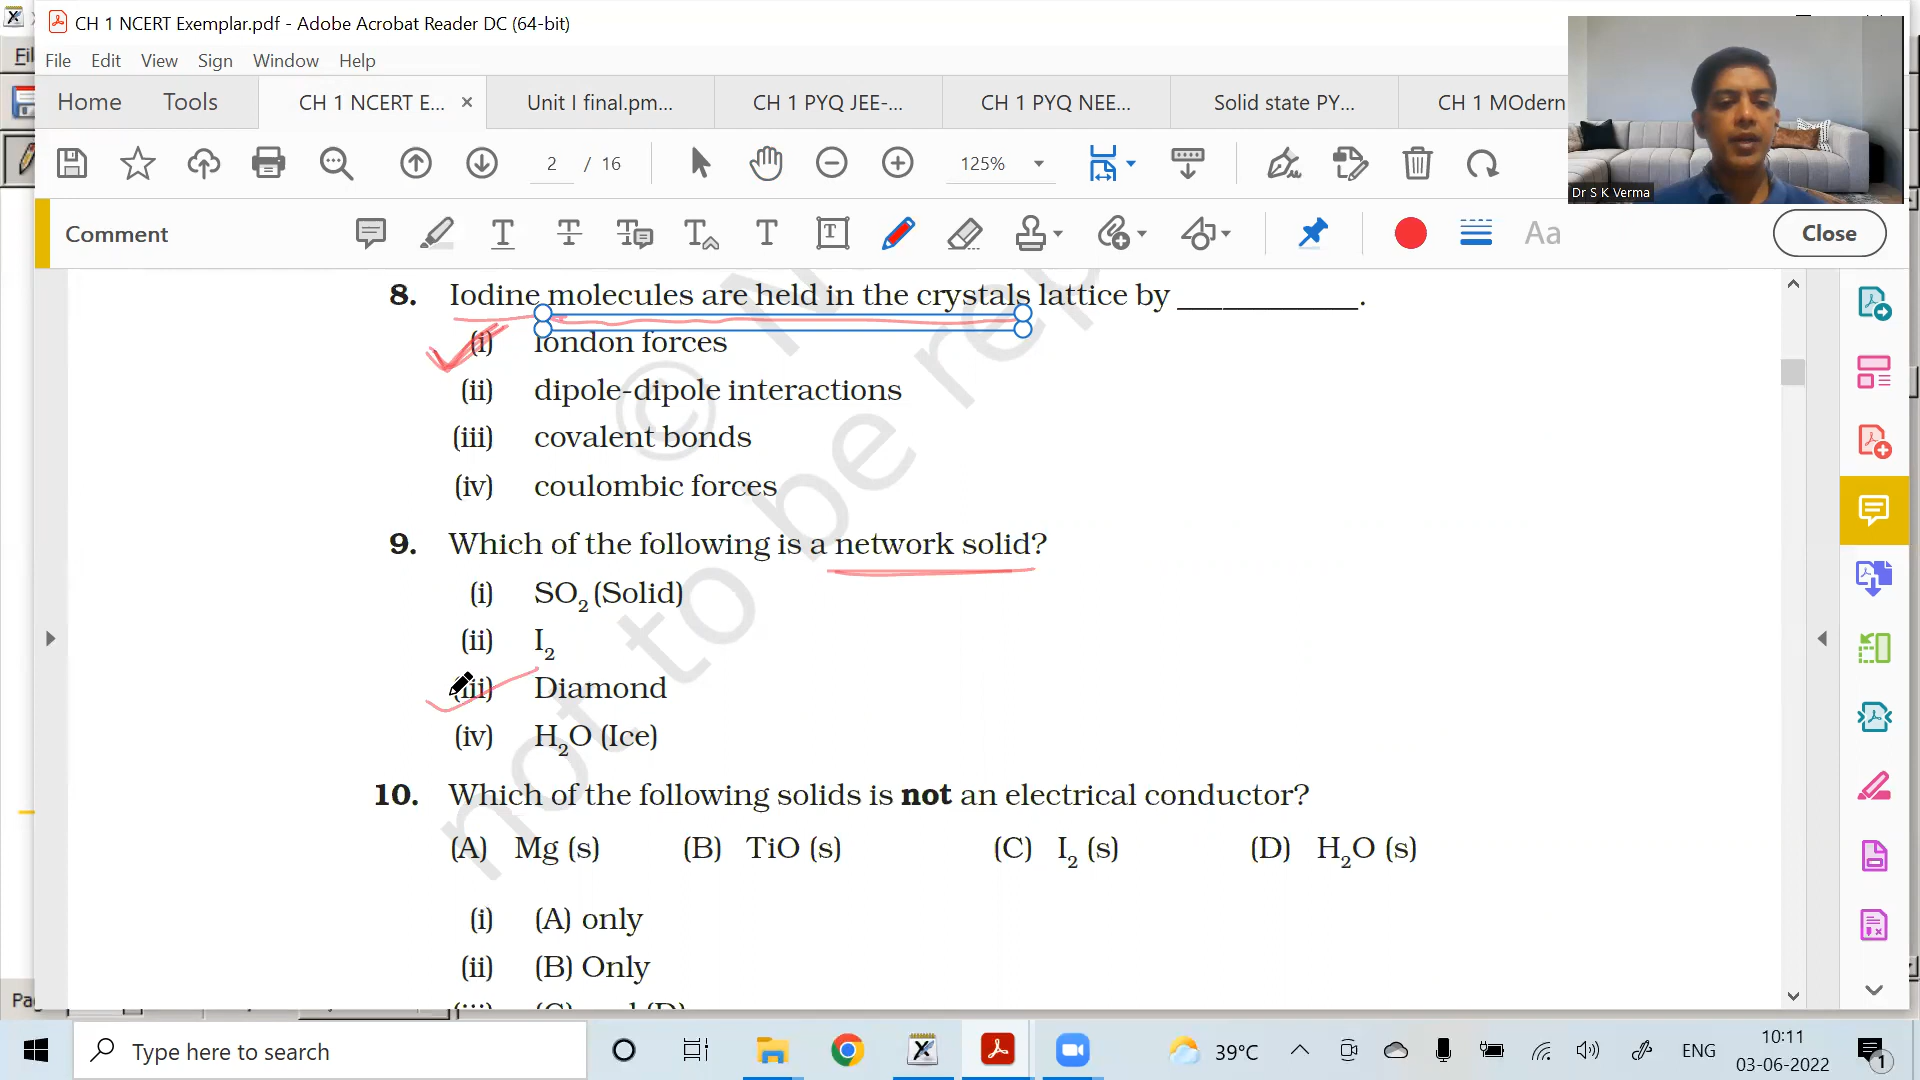 CH 1 NCERT Exemplar.pdf - Adobe Acrobat Reader DC (64-bit)
File Edit View Sign Window Help
Home Tools CH 1 NCERT E... × Unit I final.pm... CH 1 PYQ JEE-... CH 1 PYQ NEE... Solid state PY... CH 1 MOdern
2 / 16 125%
Dr S K Verma
Comment Aa Close
8. Iodine molecules are held in the crystals lattice by ____________.
(i) london forces
(ii) dipole-dipole interactions
(iii) covalent bonds
(iv) coulombic forces
9. Which of the following is a network solid?
(i) SO₂ (Solid)
(ii) I₂
(iii) Diamond
(iv) H₂O (Ice)
10. Which of the following solids is not an electrical conductor?
(A) Mg (s) (B) TiO (s) (C) I₂ (s) (D) H₂O (s)
(i) (A) only
(ii) (B) Only
not to be rep
Type here to search
39°C ENG 10:11
03-06-2022
1